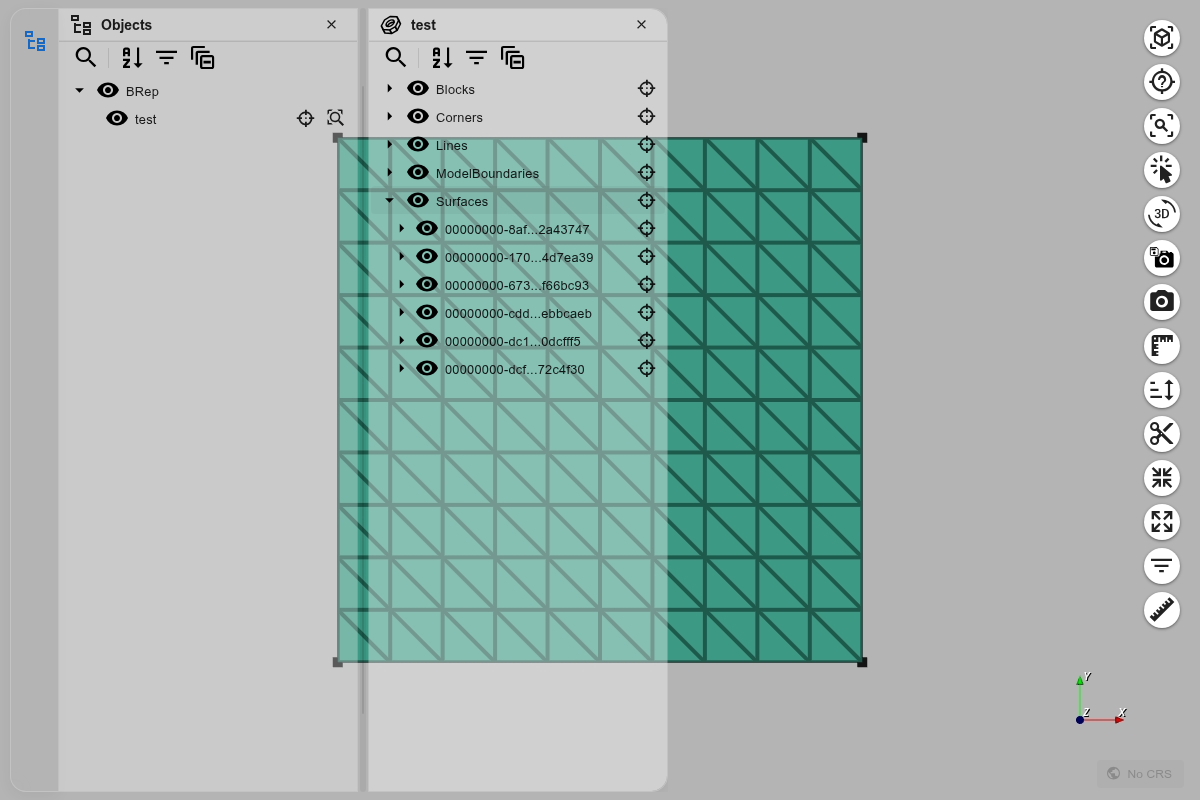 Objects
BRep
test
test
Blocks
Corners
Lines
ModelBoundaries
Surfaces
00000000-8af...2a43747
00000000-170...4d7ea39
00000000-673...f66bc93
00000000-cdd...ebbcaeb
00000000-dc1...0dcfff5
00000000-dcf...72c4f30
3D
Y
Z X
No CRS